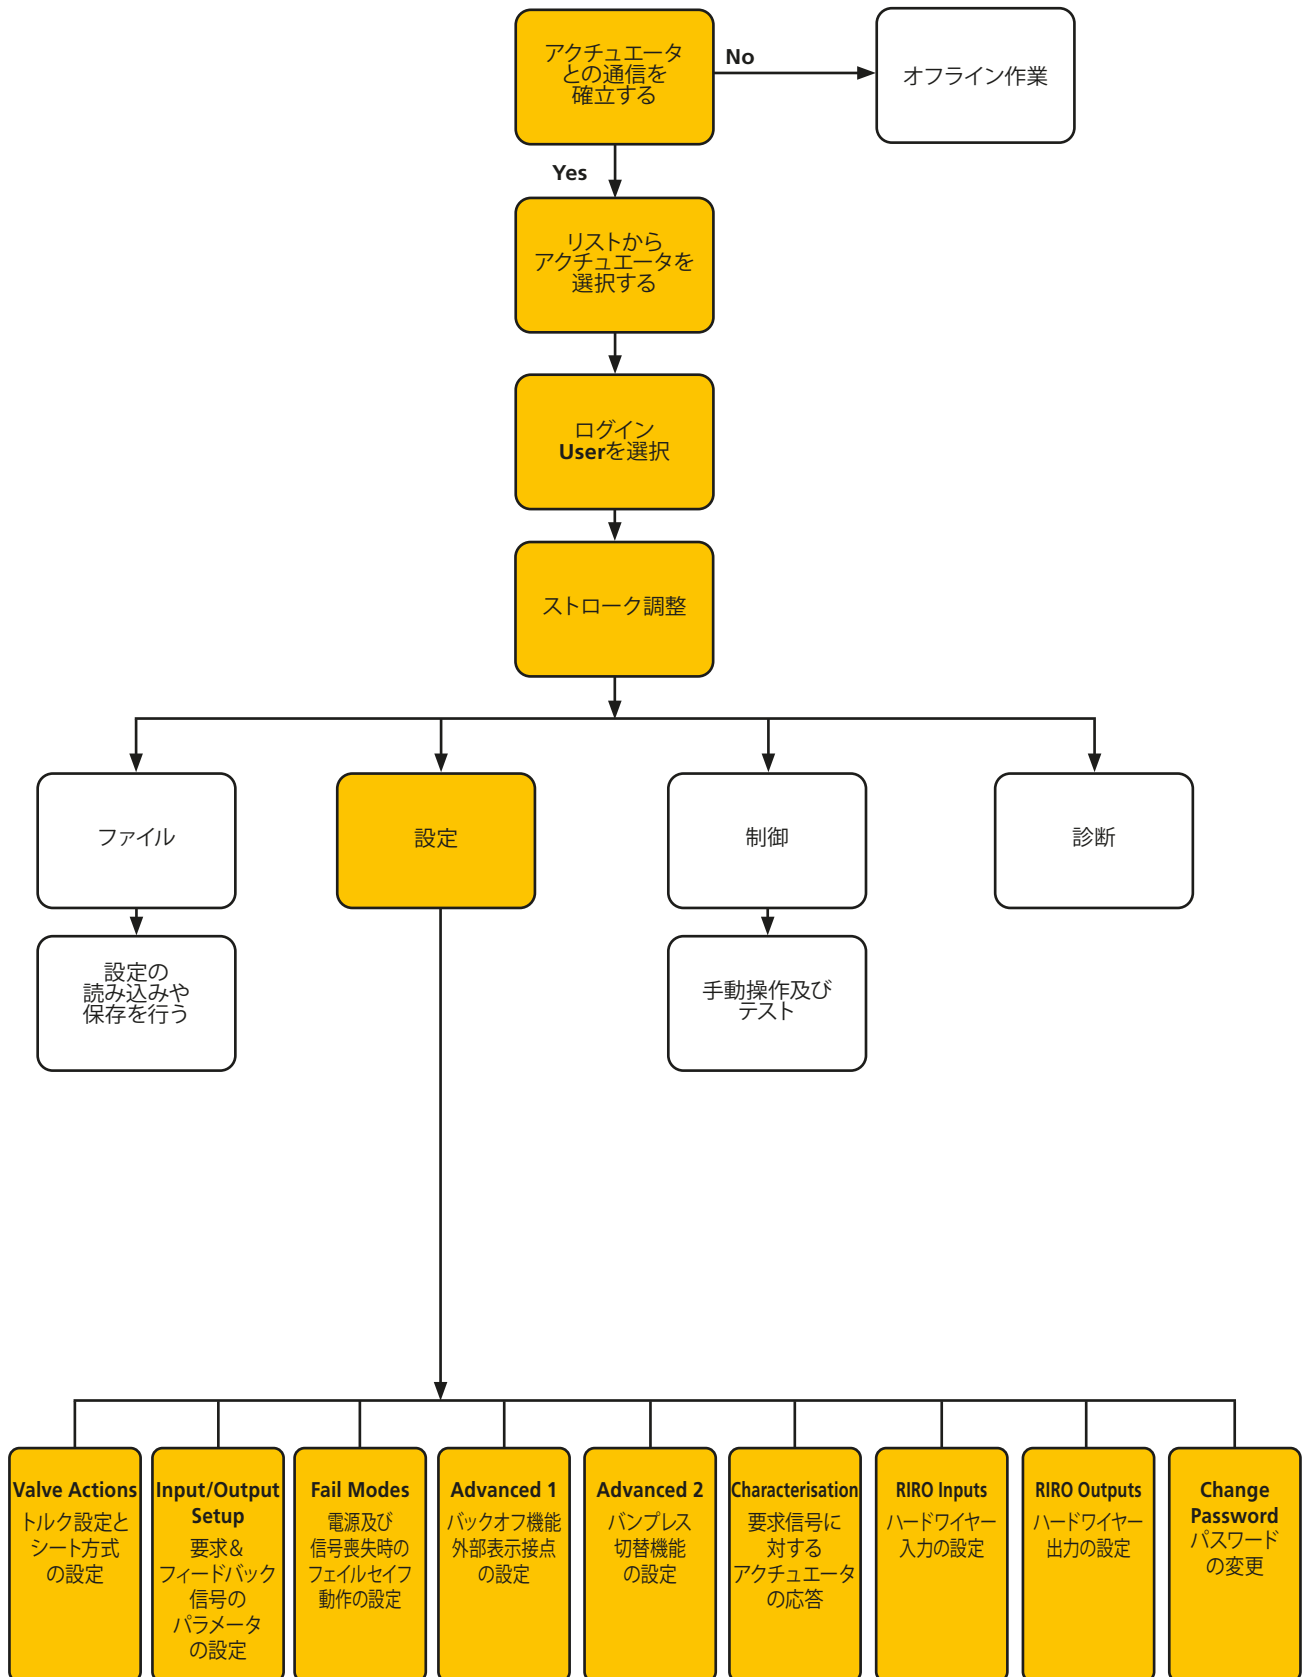 アクチュエータ
との通信を
確立する
No
オフライン作業
Yes
リストから
アクチュエータを
選択する
ログイン
Userを選択
ストローク調整
ファイル
設定
制御
診断
設定の
読み込みや
保存を行う
手動操作及び
テスト
Valve Actions
トルク設定と
シート方式
の設定
Input/Output
Setup
要求＆
フィードバック
信号の
パラメータ
の設定
Fail Modes
電源及び
信号喪失時の
フェイルセイフ
動作の設定
Advanced 1
バックオフ機能
外部表示接点
の設定
Advanced 2
バンプレス
切替機能
の設定
Characterisation
要求信号に
対する
アクチュエータ
の応答
RIRO Inputs
ハードワイヤー
入力の設定
RIRO Outputs
ハードワイヤー
出力の設定
Change
Password
パスワード
の変更